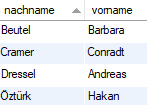 nachname vorname
Beutel Barbara
Cramer Conradt
Dressel Andreas
Öztürk Hakan